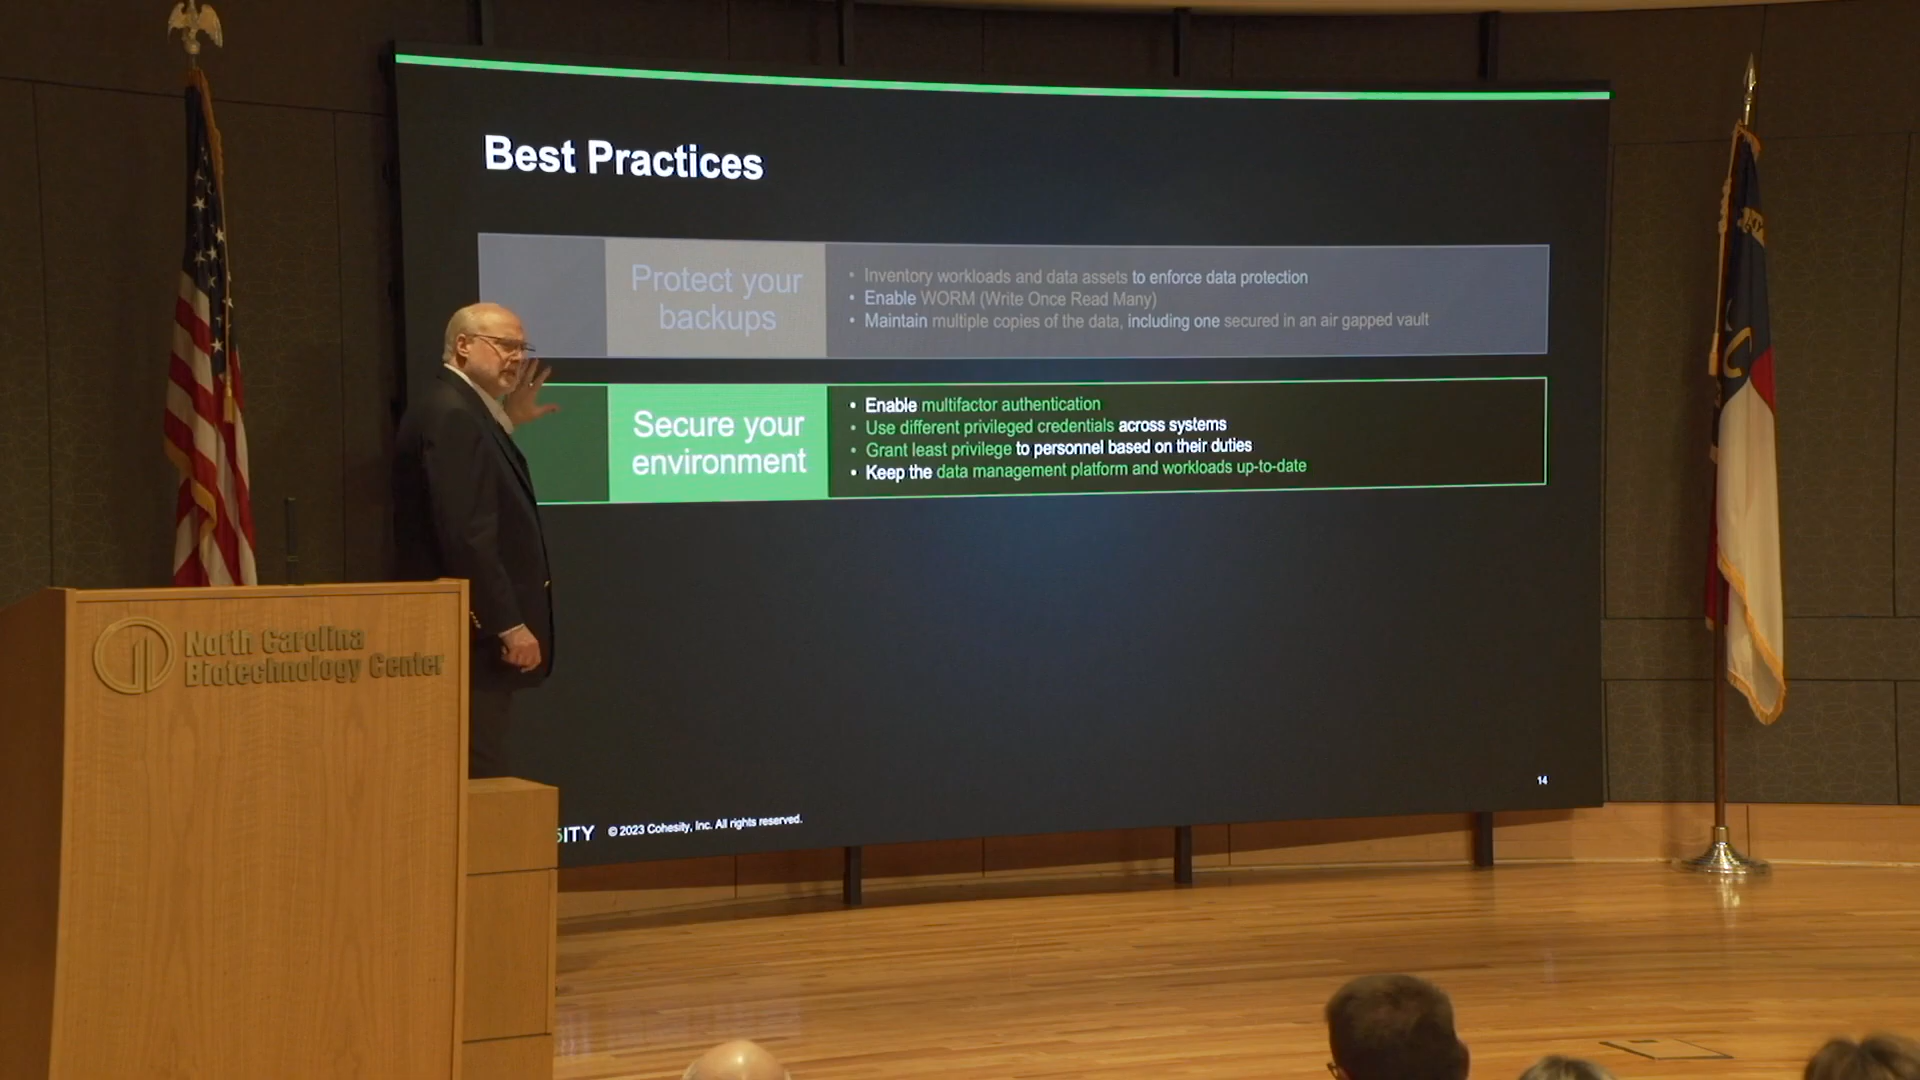 Best Practices
Protect your
backups
• Inventory workloads and data assets to enforce data protection
• Enable WORM (Write Once Read Many)
• Maintain multiple copies of the data, including one secured in an air gapped vault
Secure your
environment
• Enable multifactor authentication
• Use different privileged credentials across systems
• Grant least privilege to personnel based on their duties
• Keep the data management platform and workloads up-to-date
North Carolina
Biotechnology Center
14
SITY © 2023 Cohesity, Inc. All rights reserved.